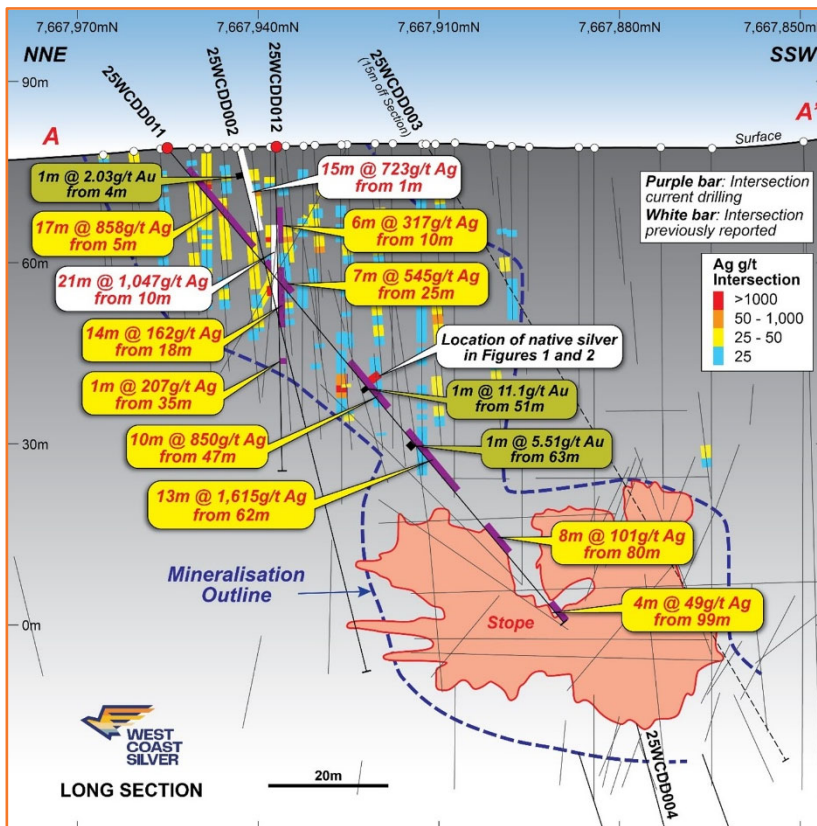 7,667,970mN
7,667,940mN
7,667,910mN
7,667,880mN
7,667,850mN
NNE
SSW
90m
25WCDD011
25WCDD002
25WCDD012
25WCDD003
(15m off Section)
A
A'
Surface
1m @ 2.03g/t Au
from 4m
15m @ 723g/t Ag
from 1m
Purple bar: Intersection
current drilling
White bar: Intersection
previously reported
17m @ 858g/t Ag
from 5m
6m @ 317g/t Ag
from 10m
60m
21m @ 1,047g/t Ag
from 10m
7m @ 545g/t Ag
from 25m
Ag g/t
Intersection
>1000
50 - 1,000
25 - 50
25
14m @ 162g/t Ag
from 18m
Location of native silver
in Figures 1 and 2
1m @ 207g/t Ag
from 35m
1m @ 11.1g/t Au
from 51m
30m
10m @ 850g/t Ag
from 47m
1m @ 5.51g/t Au
from 63m
13m @ 1,615g/t Ag
from 62m
8m @ 101g/t Ag
from 80m
Mineralisation
Outline
4m @ 49g/t Ag
from 99m
0m
Stope
WEST
COAST
SILVER
25WCDD004
LONG SECTION
20m